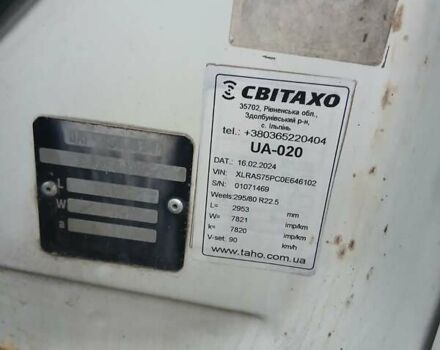 СВІТАХО
35702, Рівненська обл.,
Здолбунівський р-н,
с. Ільпінь
tel.: +380365220404
UA-020
DAT.: 16.02.2024
VIN: XLRAS75PC0E646102
S/N: 01071469
Weels: 295/80 R22.5
L= 2953 mm
W= 7821 imp/km
k= 7820 imp/km
V-set. 90 km/h
www.taho.com.ua
L
W
a